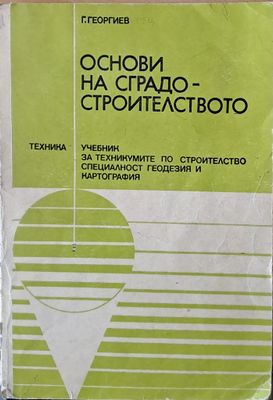 Г. ГЕОРГИЕВ
ОСНОВИ
НА СГРАДО-
СТРОИТЕЛСТВОТО
ТЕХНИКА УЧЕБНИК
ЗА ТЕХНИКУМИТЕ ПО СТРОИТЕЛСТВО
СПЕЦИАЛНОСТ ГЕОДЕЗИЯ И
КАРТОГРАФИЯ